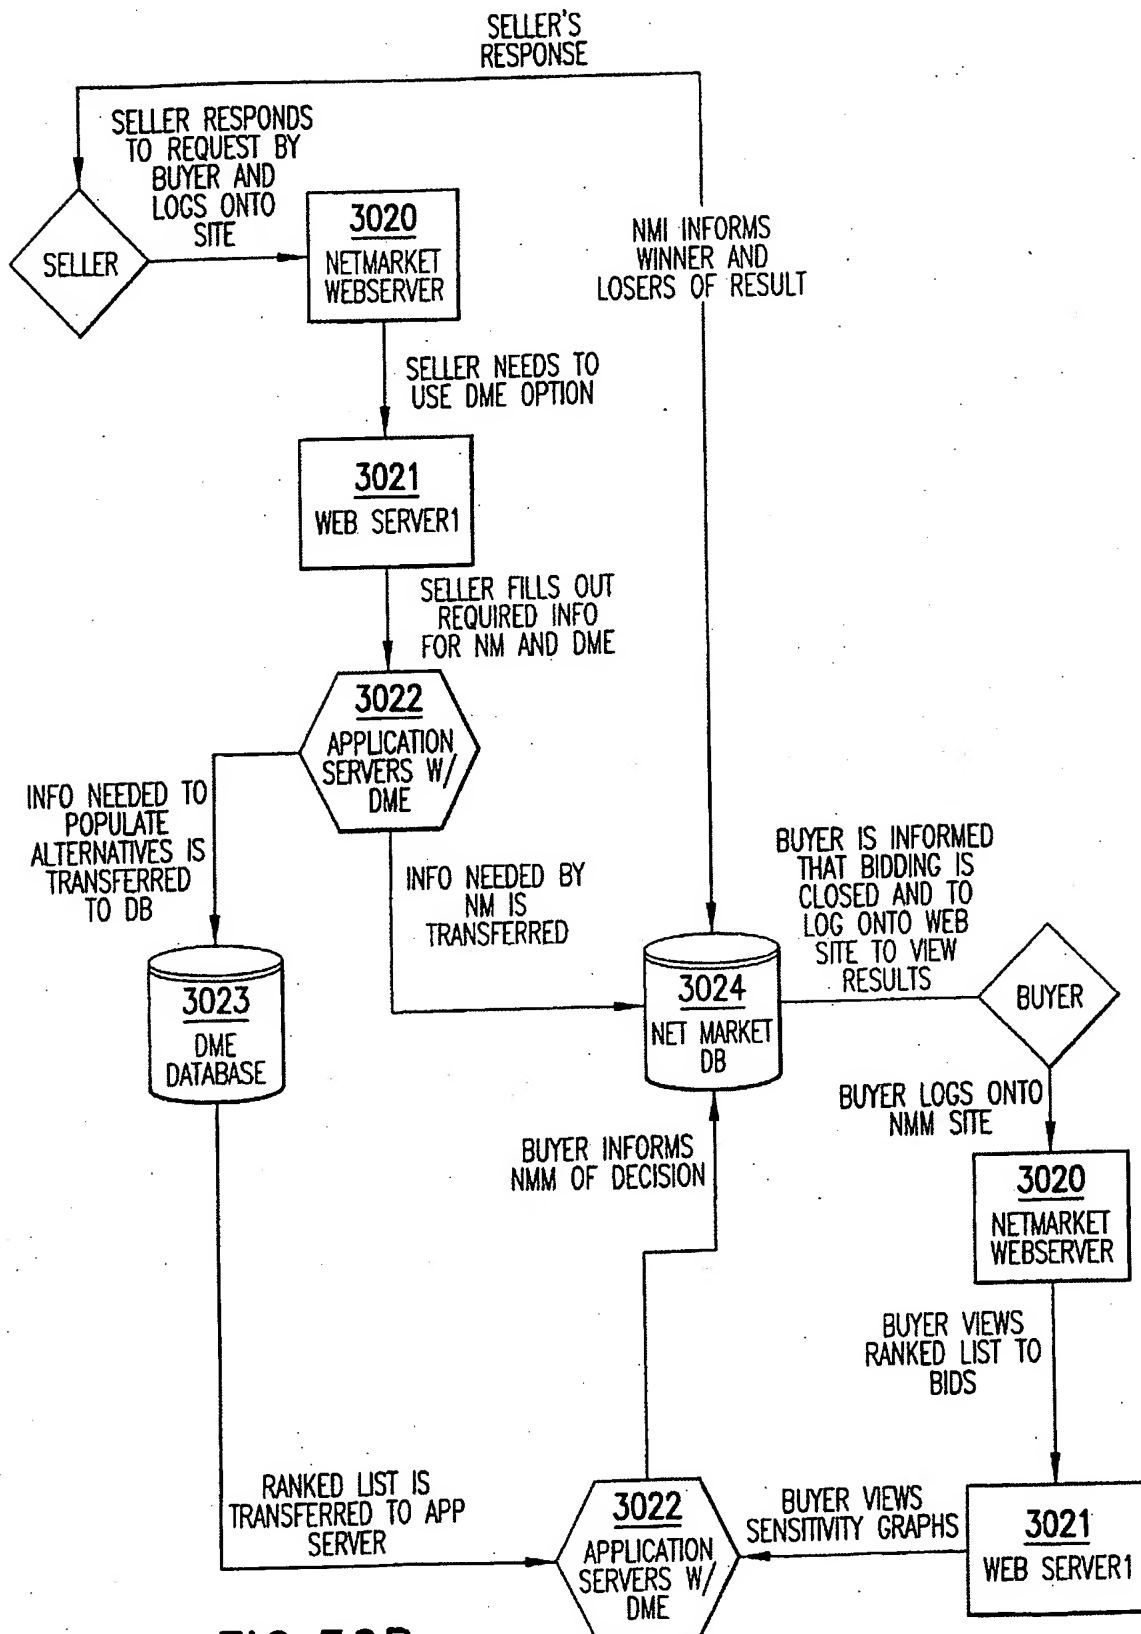 SELLER'S
RESPONSE
SELLER RESPONDS
TO REQUEST BY
BUYER AND
LOGS ONTO
SITE
SELLER
3020
NETMARKET
WEBSERVER
NMI INFORMS
WINNER AND
LOSERS OF RESULT
SELLER NEEDS TO
USE DME OPTION
3021
WEB SERVER1
SELLER FILLS OUT
REQUIRED INFO
FOR NM AND DME
3022
APPLICATION
SERVERS W/
DME
INFO NEEDED TO
POPULATE
ALTERNATIVES IS
TRANSFERRED
TO DB
INFO NEEDED BY
NM IS
TRANSFERRED
BUYER IS INFORMED
THAT BIDDING IS
CLOSED AND TO
LOG ONTO WEB
SITE TO VIEW
RESULTS
3023
DME
DATABASE
3024
NET MARKET
DB
BUYER
BUYER LOGS ONTO
NMM SITE
BUYER INFORMS
NMM OF DECISION
3020
NETMARKET
WEBSERVER
BUYER VIEWS
RANKED LIST TO
BIDS
RANKED LIST IS
TRANSFERRED TO APP
SERVER
3022
APPLICATION
SERVERS W/
DME
BUYER VIEWS
SENSITIVITY GRAPHS
3021
WEB SERVER1